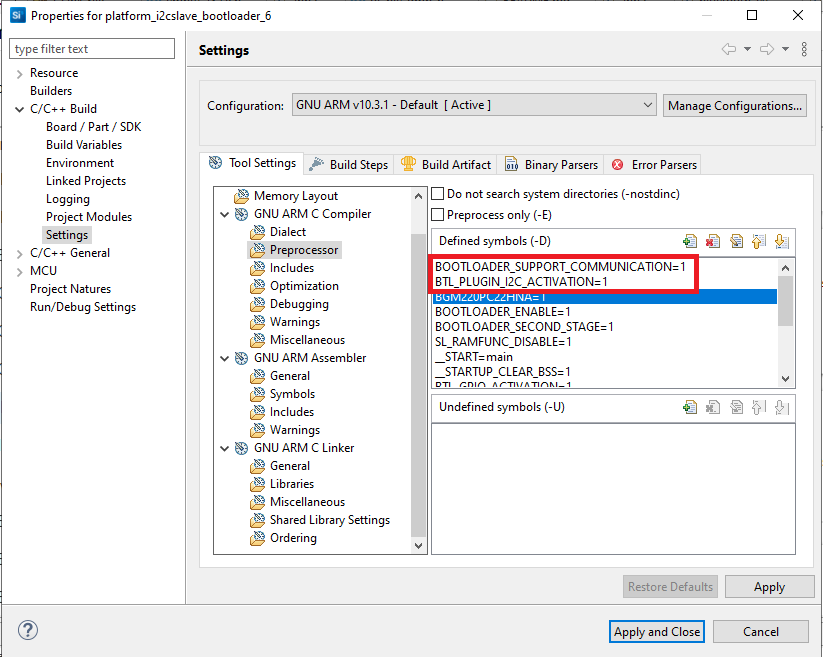 Si Properties for platform_i2cslave_bootloader_6
type filter text
Resource
Builders
C/C++ Build
Board / Part / SDK
Build Variables
Environment
Linked Projects
Logging
Project Modules
Settings
C/C++ General
MCU
Project Natures
Run/Debug Settings
Settings
Configuration: GNU ARM v10.3.1 - Default [ Active ] Manage Configurations...
Tool Settings Build Steps Build Artifact Binary Parsers Error Parsers
Memory Layout
GNU ARM C Compiler
Dialect
Preprocessor
Includes
Optimization
Debugging
Warnings
Miscellaneous
GNU ARM Assembler
General
Symbols
Includes
Warnings
GNU ARM C Linker
General
Libraries
Miscellaneous
Shared Library Settings
Ordering
Do not search system directories (-nostdinc)
Preprocess only (-E)
Defined symbols (-D)
BOOTLOADER_SUPPORT_COMMUNICATION=1
BTL_PLUGIN_I2C_ACTIVATION=1
BGM220PC22HNA=1
BOOTLOADER_ENABLE=1
BOOTLOADER_SECOND_STAGE=1
SL_RAMFUNC_DISABLE=1
__START=main
__STARTUP_CLEAR_BSS=1
BTL_GPIO_ACTIVATION=1
Undefined symbols (-U)
Restore Defaults Apply
? Apply and Close Cancel